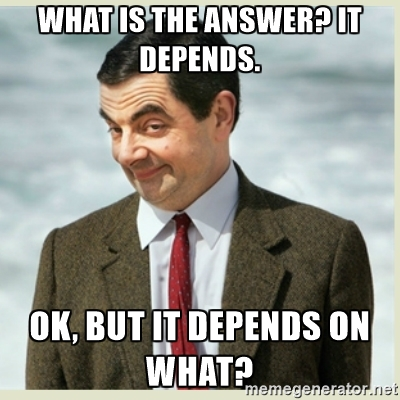 WHAT IS THE ANSWER? IT
DEPENDS.
OK, BUT IT DEPENDS ON
WHAT?
memegenerator.net